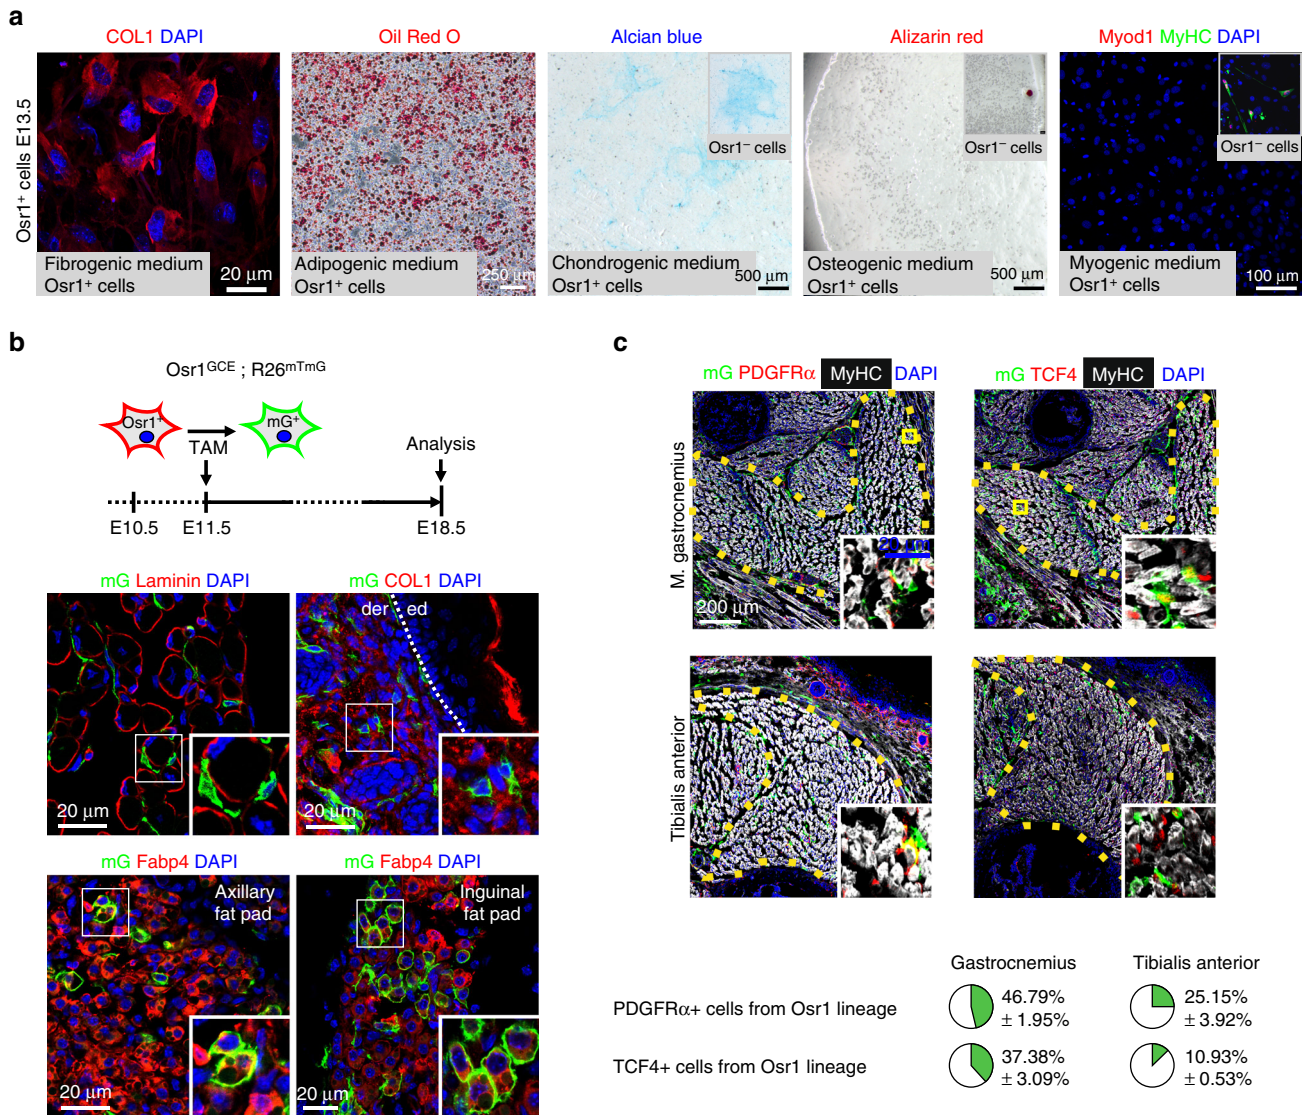 a
COL1 DAPI
Oil Red O
Alcian blue
Alizarin red
Myod1 MyHC DAPI
Osr1⁺ cells E13.5
Fibrogenic medium
Osr1⁺ cells
20 μm
Adipogenic medium
Osr1⁺ cells
250 μm
Osr1⁻ cells
Chondrogenic medium
Osr1⁺ cells
500 μm
Osr1⁻ cells
Osteogenic medium
Osr1⁺ cells
500 μm
Osr1⁻ cells
Myogenic medium
Osr1⁺ cells
100 μm
b
Osr1ᴳᶜᴱ ; R26ᵐᵀᵐᴳ
Osr1⁺
mG⁺
TAM
Analysis
E10.5
E11.5
E18.5
mG Laminin DAPI
mG COL1 DAPI
der ed
20 μm
20 μm
mG Fabp4 DAPI
mG Fabp4 DAPI
Axillary
fat pad
Inguinal
fat pad
20 μm
20 μm
c
mG PDGFRα MyHC DAPI
mG TCF4 MyHC DAPI
M. gastrocnemius
20 μm
200 μm
Tibialis anterior
Gastrocnemius
Tibialis anterior
PDGFRα+ cells from Osr1 lineage
46.79%
± 1.95%
25.15%
± 3.92%
TCF4+ cells from Osr1 lineage
37.38%
± 3.09%
10.93%
± 0.53%